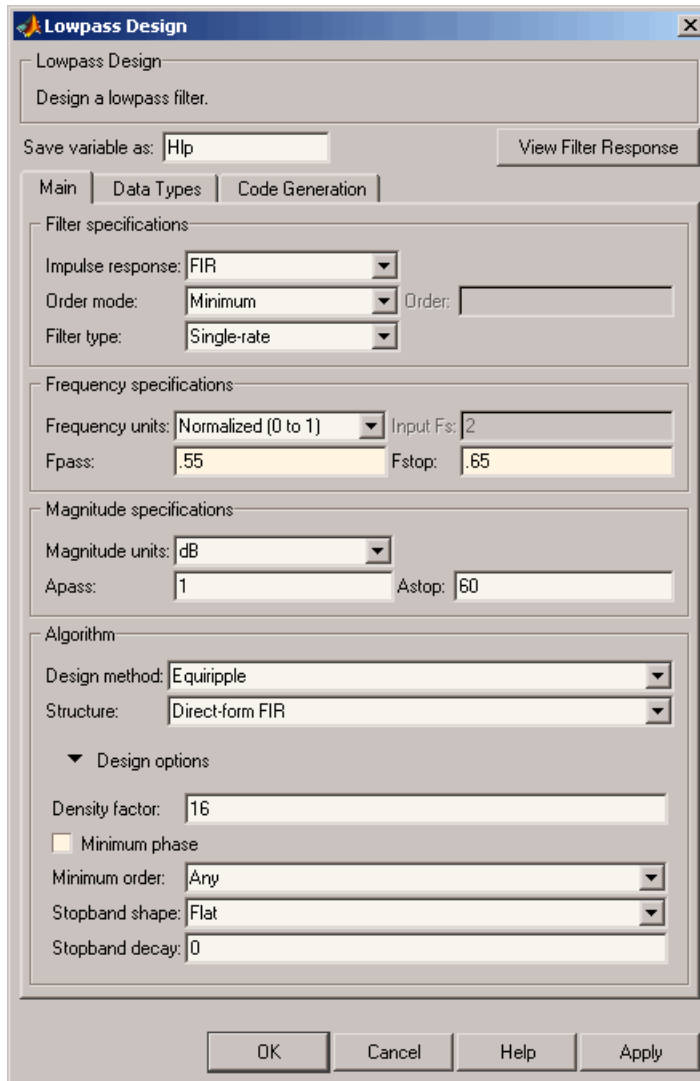 Lowpass Design
Lowpass Design
Design a lowpass filter.
Save variable as: Hlp View Filter Response
Main Data Types Code Generation
Filter specifications
Impulse response: FIR
Order mode: Minimum Order:
Filter type: Single-rate
Frequency specifications
Frequency units: Normalized (0 to 1) Input Fs: 2
Fpass: .55 Fstop: .65
Magnitude specifications
Magnitude units: dB
Apass: 1 Astop: 60
Algorithm
Design method: Equiripple
Structure: Direct-form FIR
Design options
Density factor: 16
Minimum phase
Minimum order: Any
Stopband shape: Flat
Stopband decay: 0
OK Cancel Help Apply